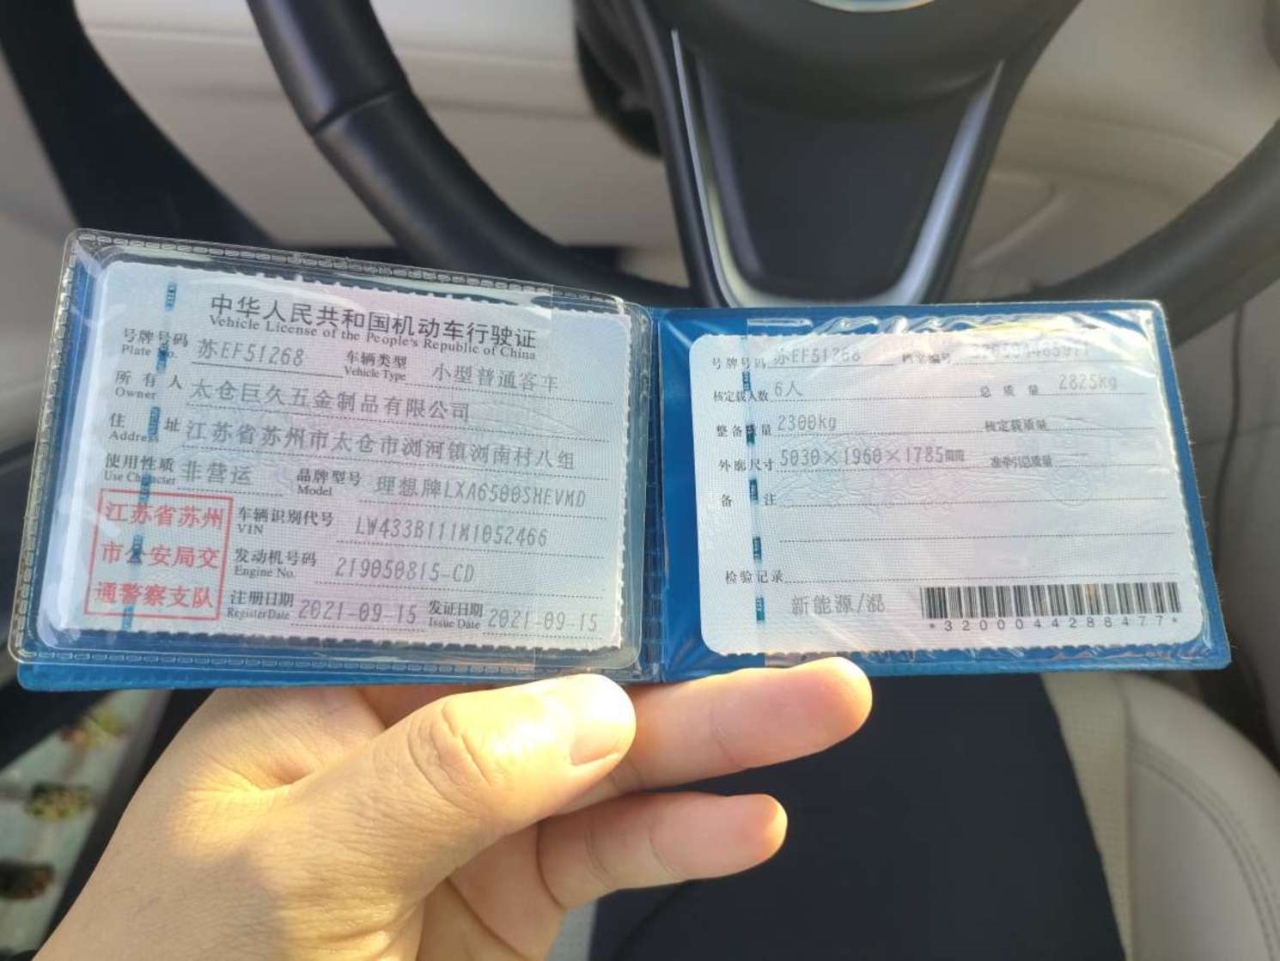 中华人民共和国机动车行驶证
Vehicle License of the People's Republic of China
号牌号码 苏EF51268 车辆类型 小型普通客车
Plate No. Vehicle Type
所有人 太仓巨久五金制品有限公司
Owner
住址 江苏省苏州市太仓市浏河镇浏南村八组
Address
使用性质 非营运 品牌型号 理想牌LXA6500SHEVMD
Use Character Model
江苏省苏州
市公安局交
通警察支队
车辆识别代号 LW433B111M1052466
VIN
发动机号码 219050815-CD
Engine No.
注册日期 2021-09-15 发证日期 2021-09-15
Register Date Issue Date
号牌号码 苏EF51268 档案编号
核定载人数 6人 总质量 2825kg
整备质量 2300kg 核定载质量
外廓尺寸 5030×1960×1785mm 准牵引总质量
备注
检验记录
新能源/混
*3200044288477*